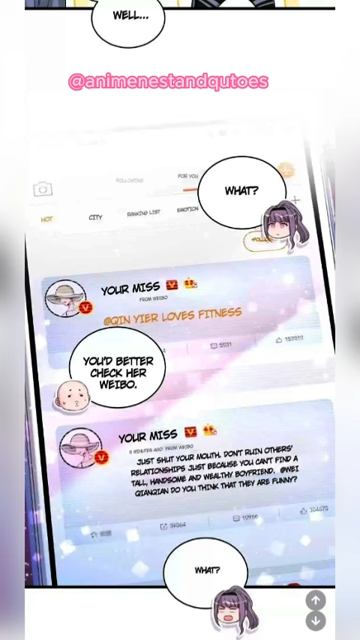 WELL...
@animenestandqutoes
FOLLOWING
FOR YOU
WHAT?
HOT
CITY
RANKING LIST
EMOTION
YOUR MISS
FROM WEIBO
@QIN YIER LOVES FITNESS
YOU'D BETTER
CHECK HER
WEIBO.
YOUR MISS
JUST SHUT YOUR MOUTH. DON'T RUIN OTHERS'
RELATIONSHIPS JUST BECAUSE YOU CAN'T FIND A
TALL, HANDSOME AND WEALTHY BOYFRIEND. @WEI
QIANQIAN DO YOU THINK THAT THEY ARE FUNNY?
WHAT?